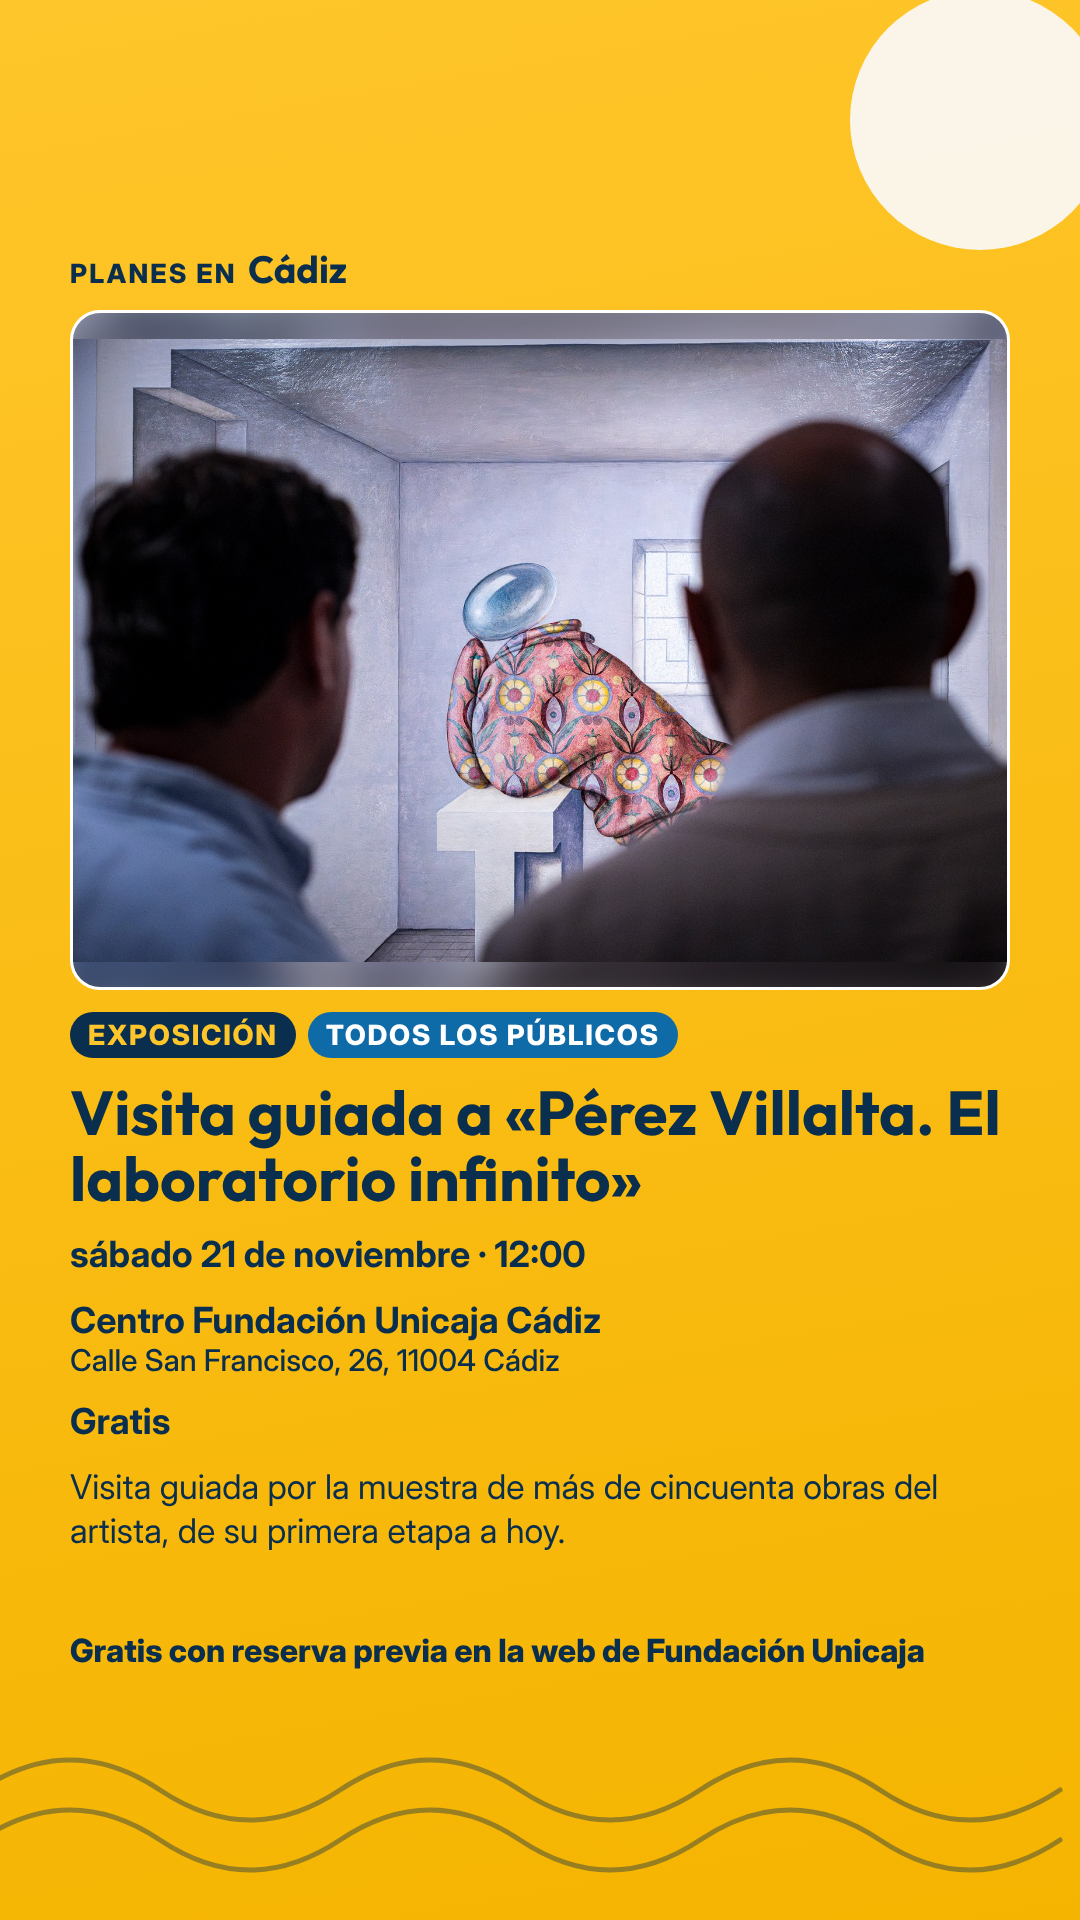 PLANES EN Cádiz
EXPOSICIÓN TODOS LOS PÚBLICOS
Visita guiada a «Pérez Villalta. El
laboratorio infinito»
sábado 21 de noviembre · 12:00
Centro Fundación Unicaja Cádiz
Calle San Francisco, 26, 11004 Cádiz
Gratis
Visita guiada por la muestra de más de cincuenta obras del
artista, de su primera etapa a hoy.
Gratis con reserva previa en la web de Fundación Unicaja